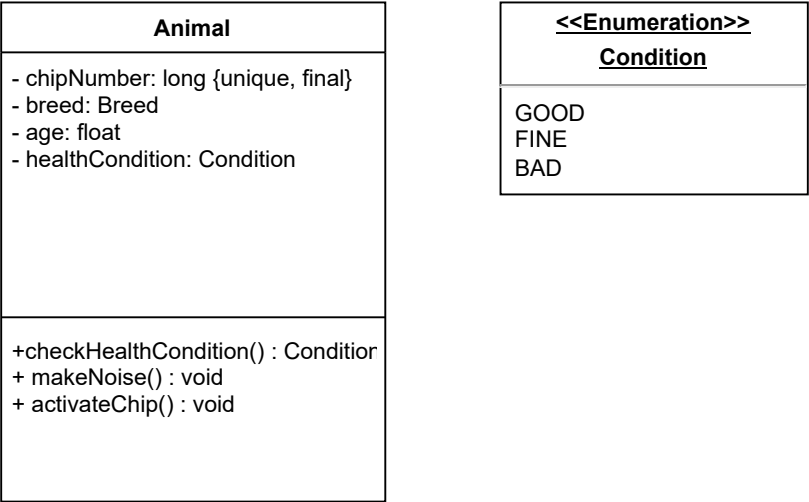 Animal
- chipNumber: long {unique, final}
- breed: Breed
- age: float
- healthCondition: Condition
+checkHealthCondition() : Condition
+ makeNoise() : void
+ activateChip() : void
<<Enumeration>>
Condition
GOOD
FINE
BAD